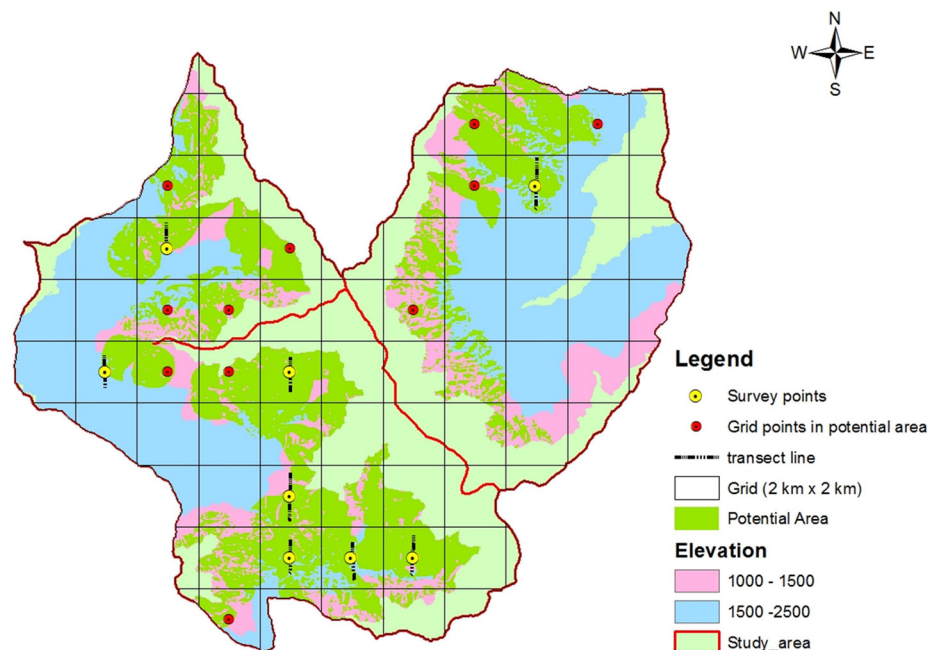 N
W E
S
Legend
Survey points
Grid points in potential area
transect line
Grid (2 km x 2 km)
Potential Area
Elevation
1000 - 1500
1500 -2500
Study_area